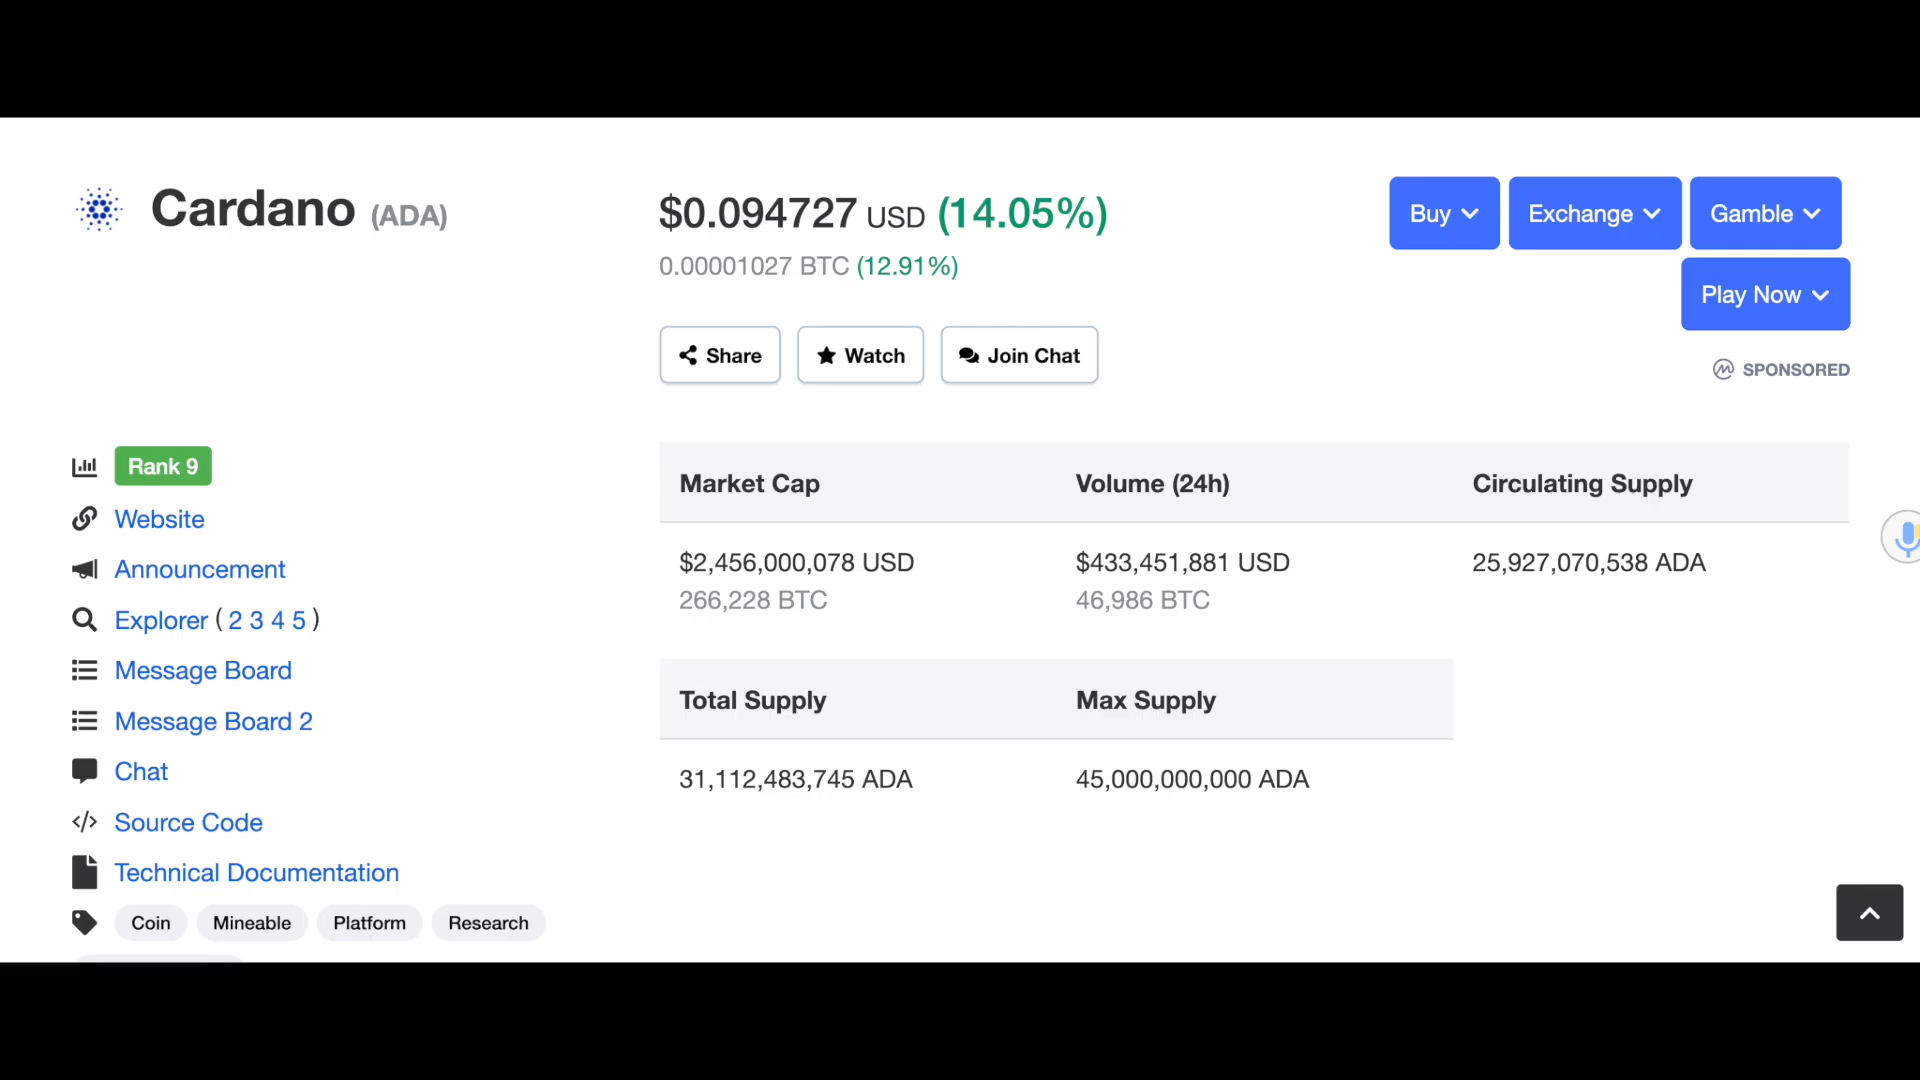 Cardano (ADA)
$0.094727 USD (14.05%)
0.00001027 BTC (12.91%)
Share
Watch
Join Chat
Buy
Exchange
Gamble
Play Now
SPONSORED
Rank 9
Website
Announcement
Explorer ( 2 3 4 5 )
Message Board
Message Board 2
Chat
Source Code
Technical Documentation
Coin Mineable Platform Research
Market Cap Volume (24h) Circulating Supply
$2,456,000,078 USD $433,451,881 USD 25,927,070,538 ADA
266,228 BTC 46,986 BTC
Total Supply Max Supply
31,112,483,745 ADA 45,000,000,000 ADA